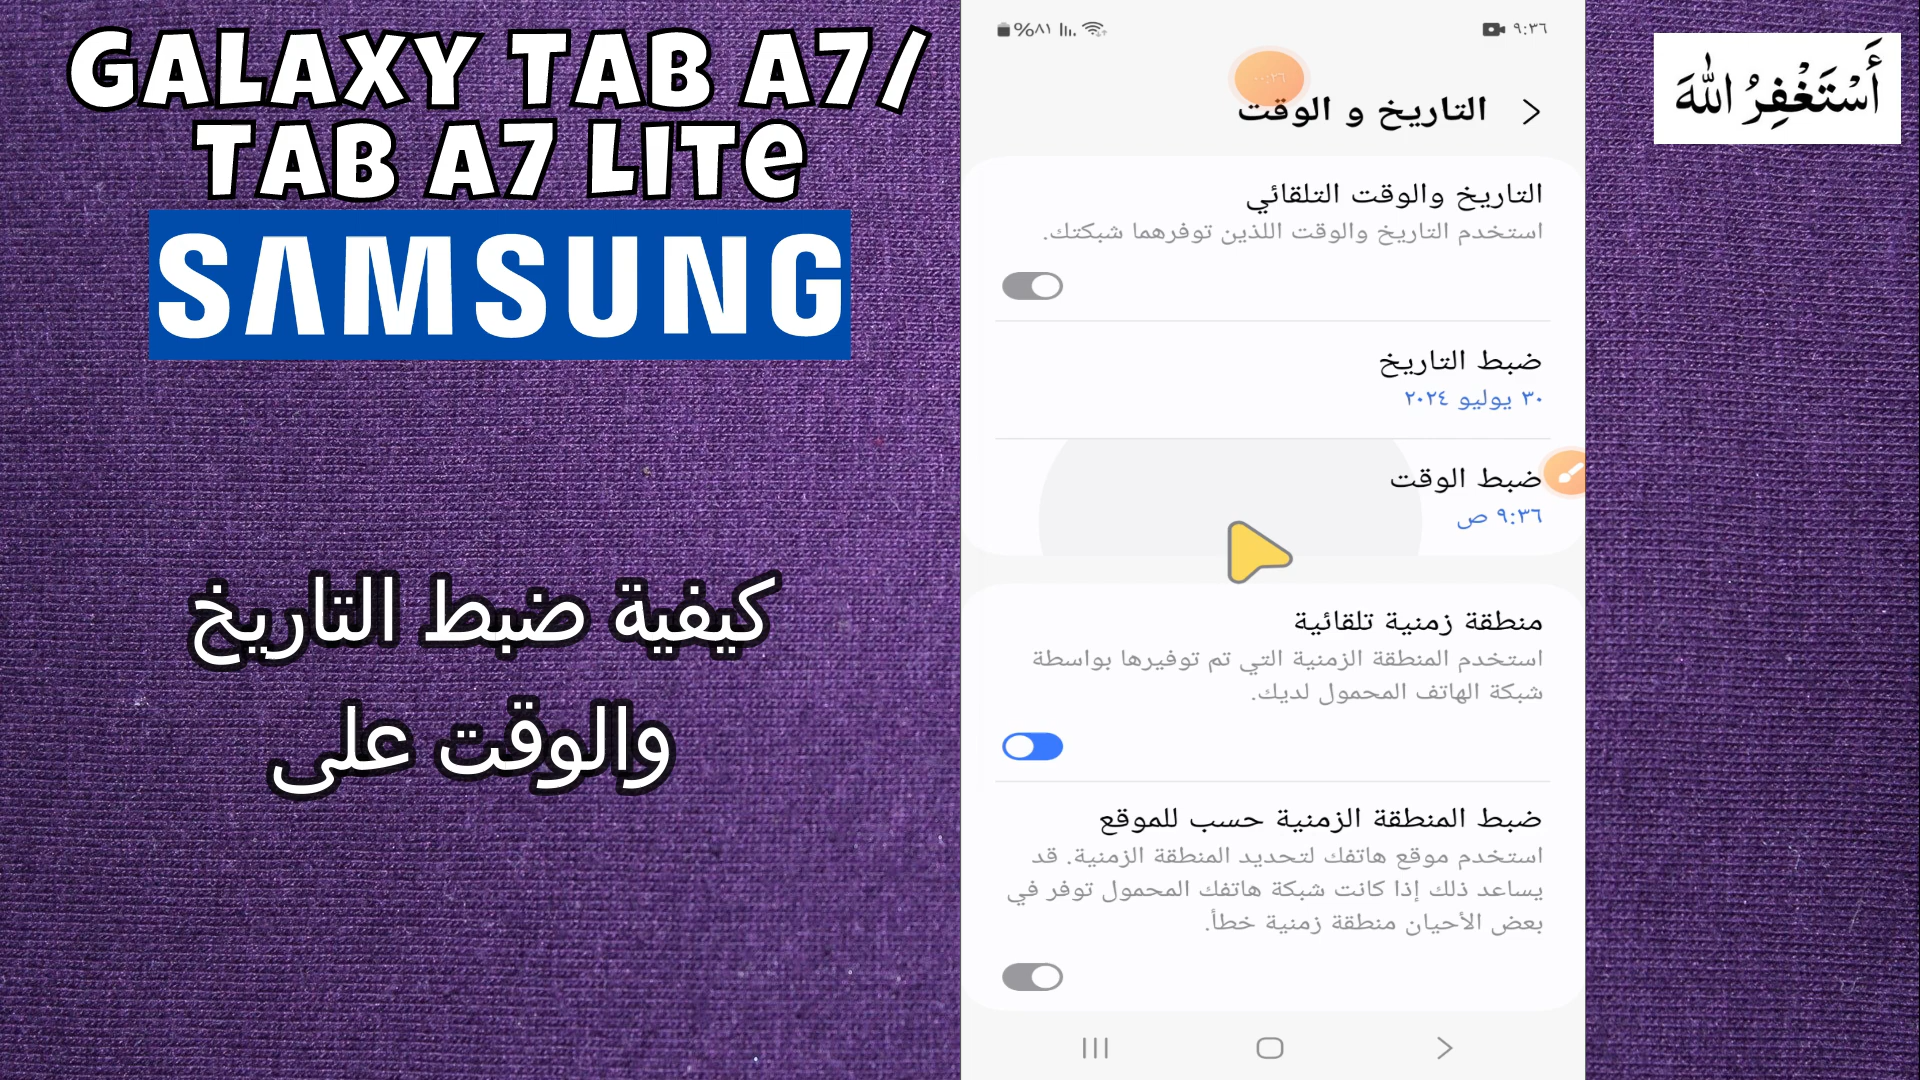 GALAXY TAB A7/
TAB A7 LITE
SAMSUNG
كيفية ضبط التاريخ
والوقت على
٩:٣٦
٨١%
التاريخ و الوقت
٠٠:٢٦
التاريخ والوقت التلقائي
استخدم التاريخ والوقت اللذين توفرهما شبكتك.
ضبط التاريخ
٣٠ يوليو ٢٠٢٤
ضبط الوقت
٩:٣٦ ص
منطقة زمنية تلقائية
استخدم المنطقة الزمنية التي تم توفيرها بواسطة
شبكة الهاتف المحمول لديك.
ضبط المنطقة الزمنية حسب للموقع
استخدم موقع هاتفك لتحديد المنطقة الزمنية. قد
يساعد ذلك إذا كانت شبكة هاتفك المحمول توفر في
بعض الأحيان منطقة زمنية خطأ.
أَسْتَغْفِرُ اللهَ